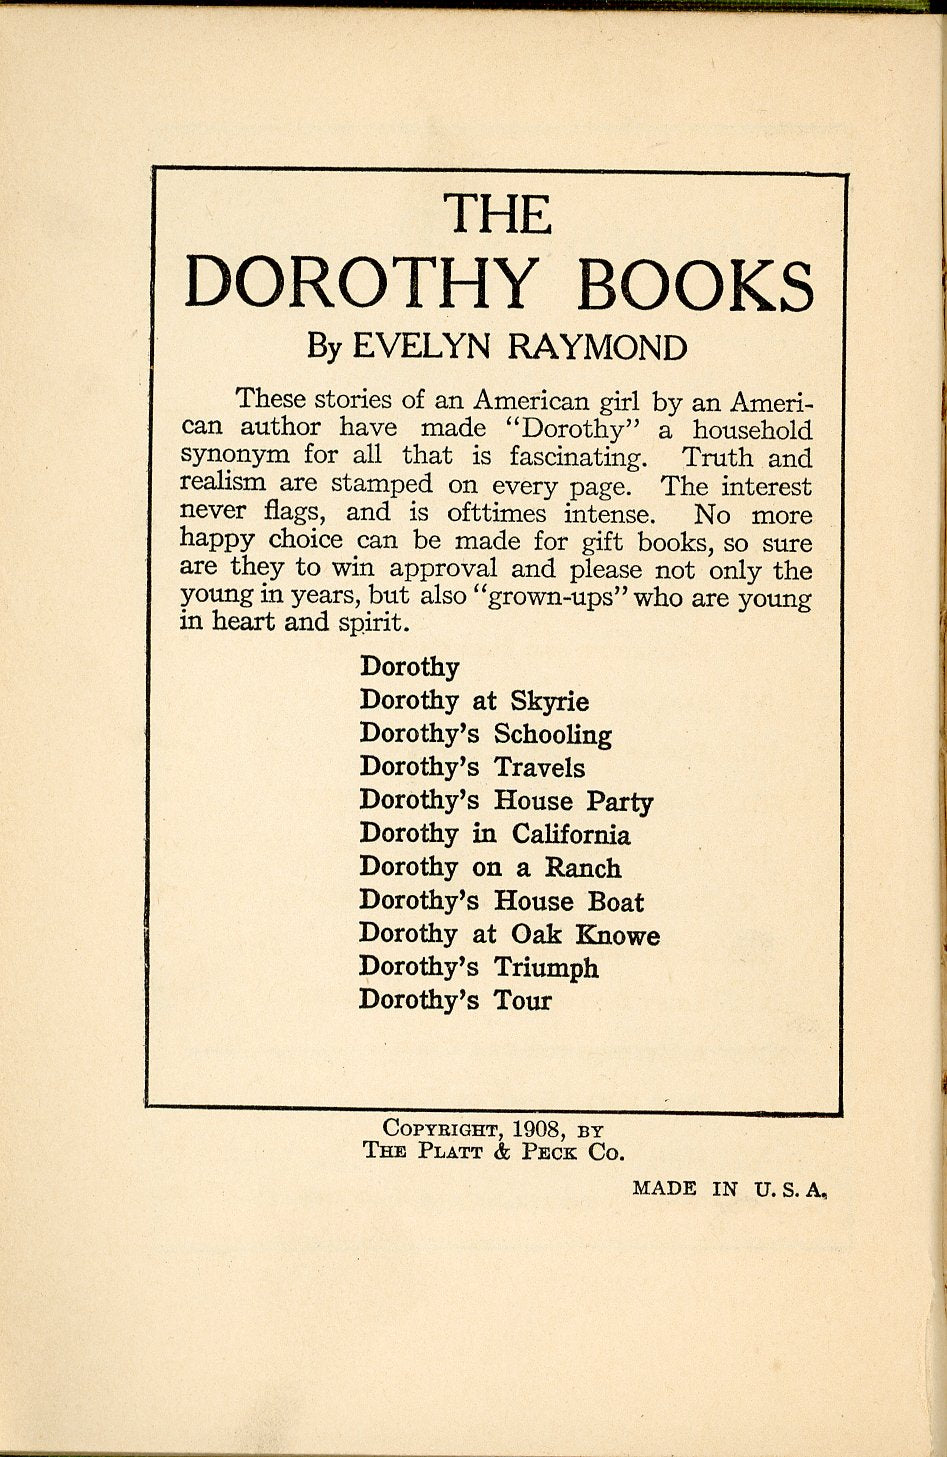 THE
DOROTHY BOOKS
By EVELYN RAYMOND
These stories of an American girl by an Ameri-
can author have made "Dorothy" a household
synonym for all that is fascinating. Truth and
realism are stamped on every page. The interest
never flags, and is ofttimes intense. No more
happy choice can be made for gift books, so sure
are they to win approval and please not only the
young in years, but also "grown-ups" who are young
in heart and spirit.
Dorothy
Dorothy at Skyrie
Dorothy's Schooling
Dorothy's Travels
Dorothy's House Party
Dorothy in California
Dorothy on a Ranch
Dorothy's House Boat
Dorothy at Oak Knowe
Dorothy's Triumph
Dorothy's Tour
COPYRIGHT, 1908, BY
THE PLATT & PECK CO.
MADE IN U. S. A.